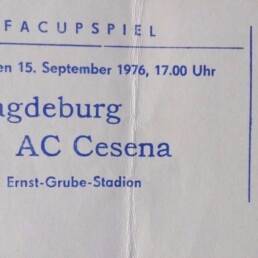 FACUPSPIEL
en 15. September 1976, 17.00 Uhr
agdeburg
AC Cesena
Ernst-Grube-Stadion